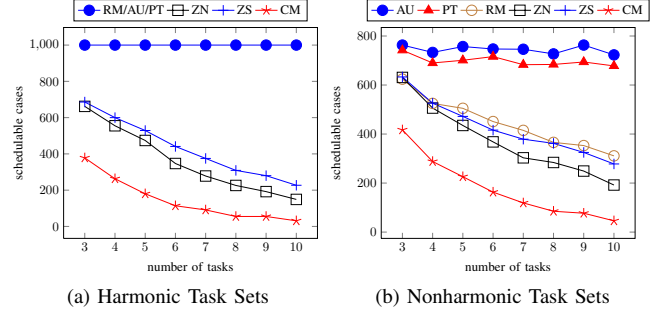 RM/AU/PT ZN ZS CM
1,000
800
600
400
200
0
schedulable cases
3 4 5 6 7 8 9 10
number of tasks
(a) Harmonic Task Sets
AU PT RM ZN ZS CM
800
600
400
200
0
schedulable cases
3 4 5 6 7 8 9 10
number of tasks
(b) Nonharmonic Task Sets